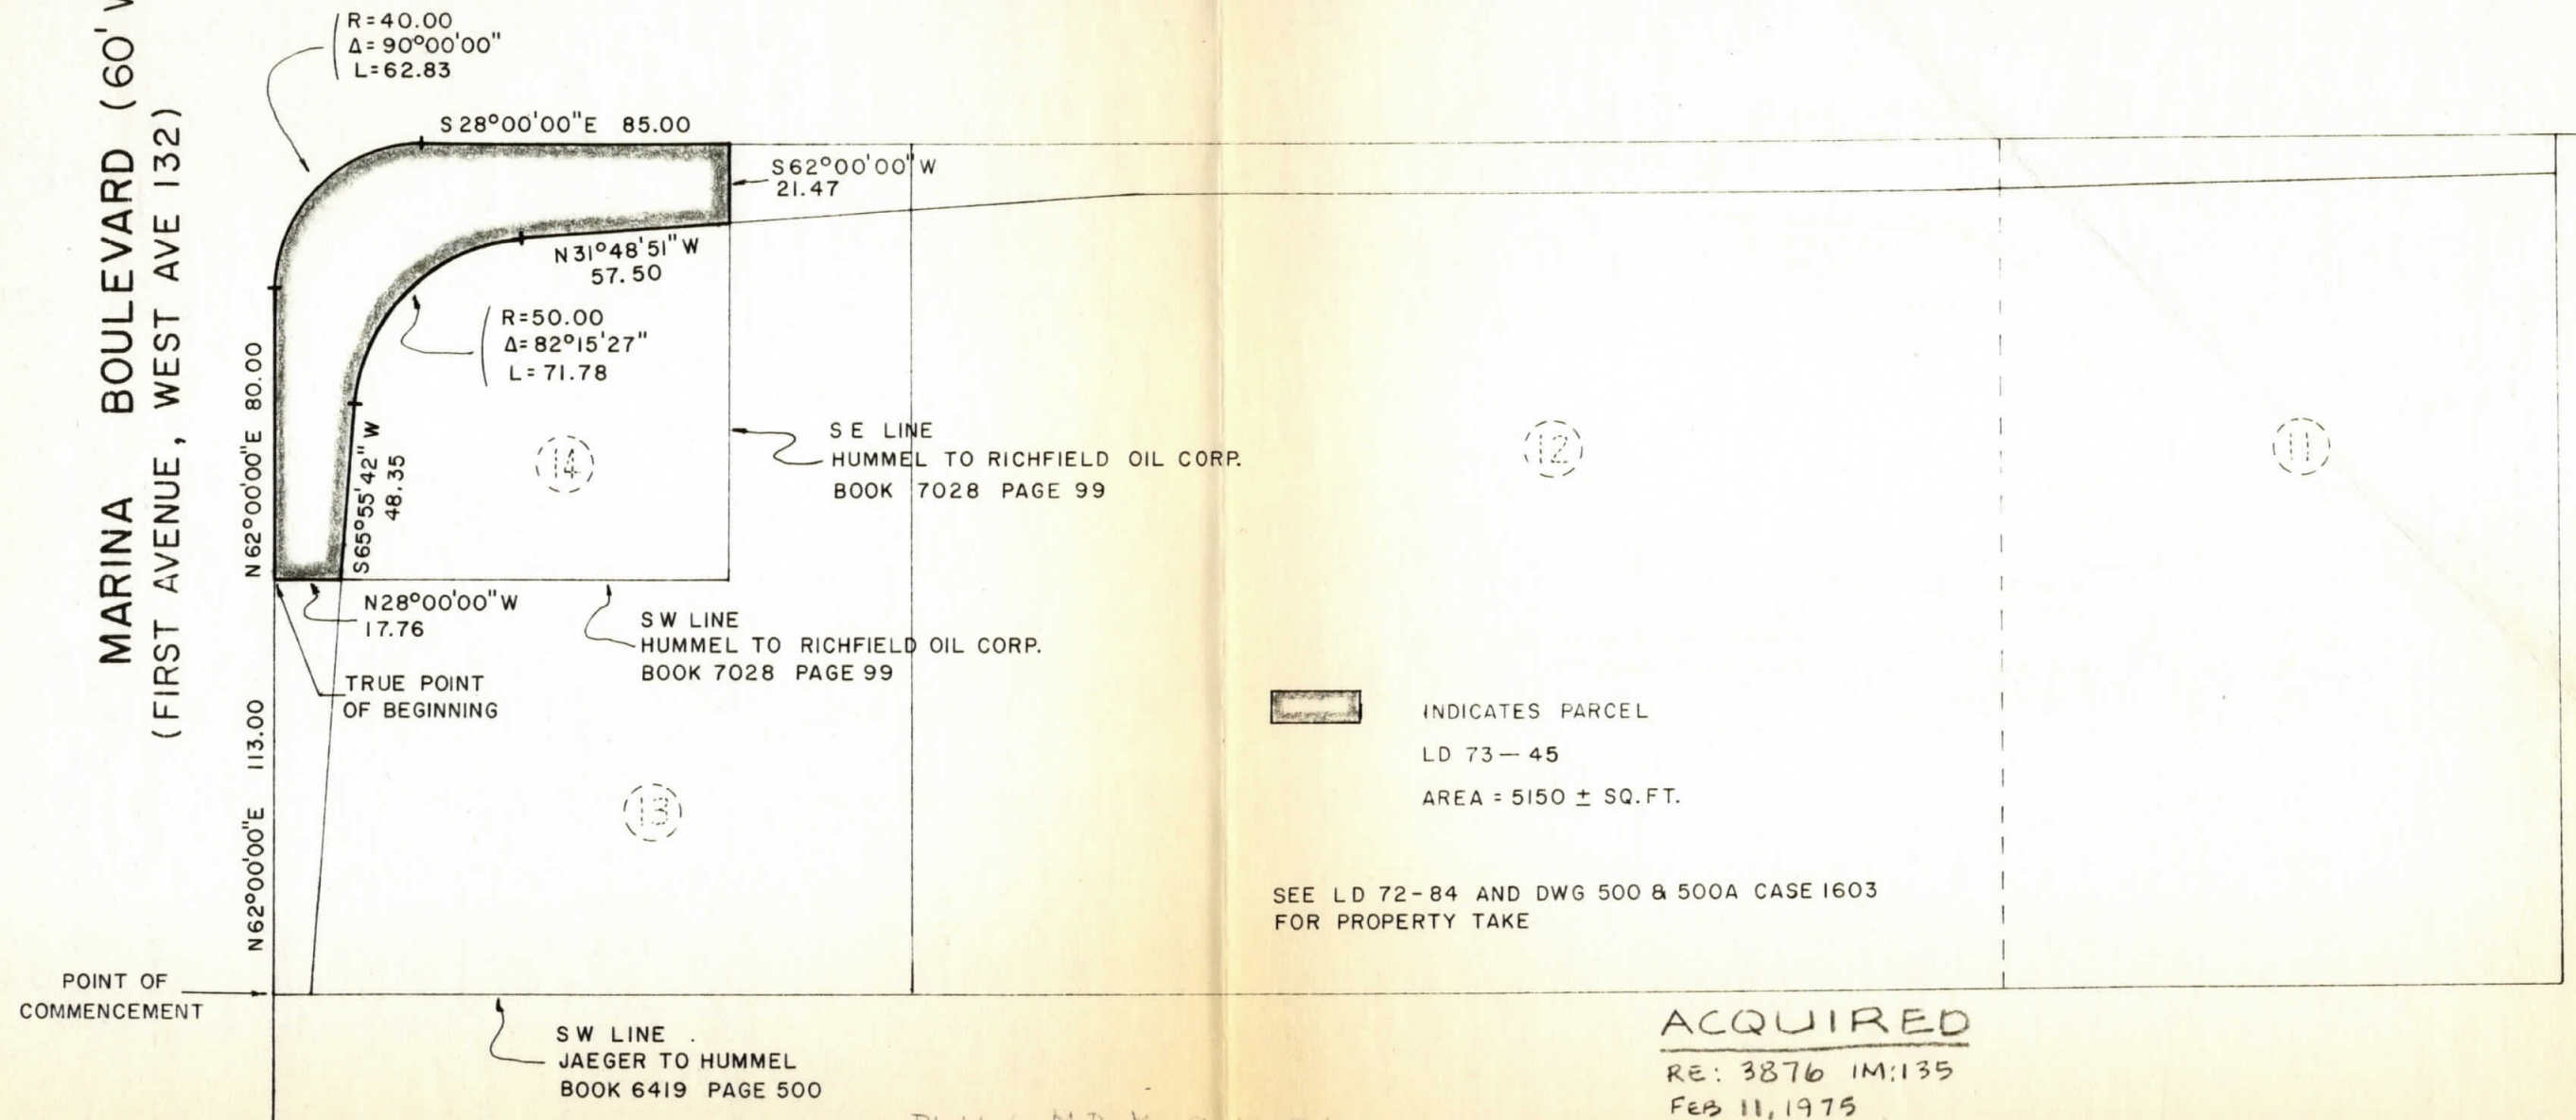 MARINA BOULEVARD (60'
(FIRST AVENUE, WEST AVE 132)
R=40.00
Δ=90°00'00"
L=62.83
S28°00'00"E 85.00
S62°00'00"W
21.47
N31°48'51"W
57.50
R=50.00
Δ=82°15'27"
L=71.78
N62°00'00"E 80.00
S65°55'42"W
48.35
14
SE LINE
HUMMEL TO RICHFIELD OIL CORP.
BOOK 7028 PAGE 99
12
11
N28°00'00"W
17.76
SW LINE
HUMMEL TO RICHFIELD OIL CORP.
BOOK 7028 PAGE 99
TRUE POINT
OF BEGINNING
N62°00'00"E 113.00
13
INDICATES PARCEL
LD 73-45
AREA = 5150 ± SQ.FT.
SEE LD 72-84 AND DWG 500 & 500A CASE 1603
FOR PROPERTY TAKE
POINT OF
COMMENCEMENT
SW LINE
JAEGER TO HUMMEL
BOOK 6419 PAGE 500
ACQUIRED
RE: 3876 IM:135
FEB 11, 1975